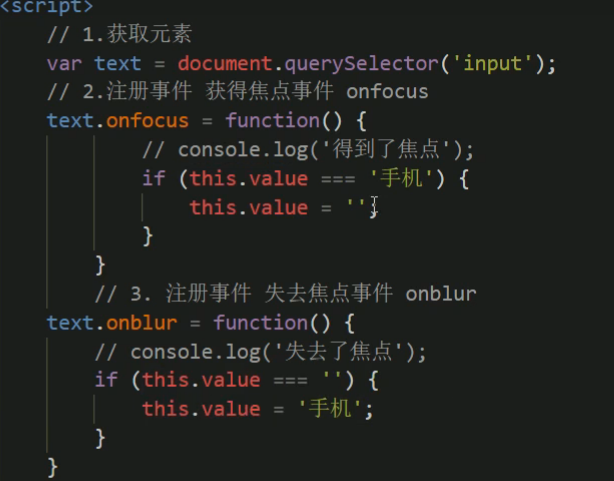 <script>
// 1.获取元素
var text = document.querySelector('input');
// 2.注册事件 获得焦点事件 onfocus
text.onfocus = function() {
// console.log('得到了焦点');
if (this.value === '手机') {
this.value = '';
}
}
// 3. 注册事件 失去焦点事件 onblur
text.onblur = function() {
// console.log('失去了焦点');
if (this.value === '') {
this.value = '手机';
}
}